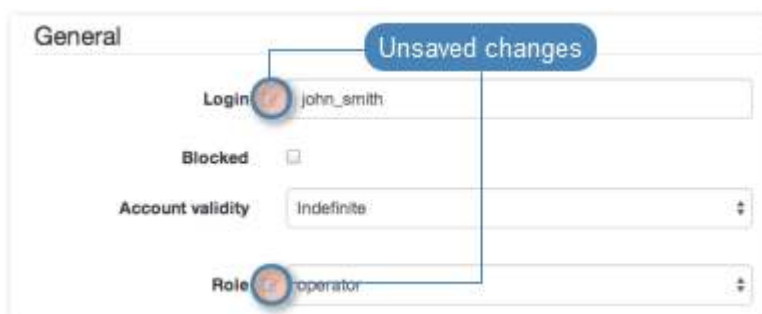 General
Unsaved changes
Login john_smith
Blocked
Account validity Indefinite
Role operator